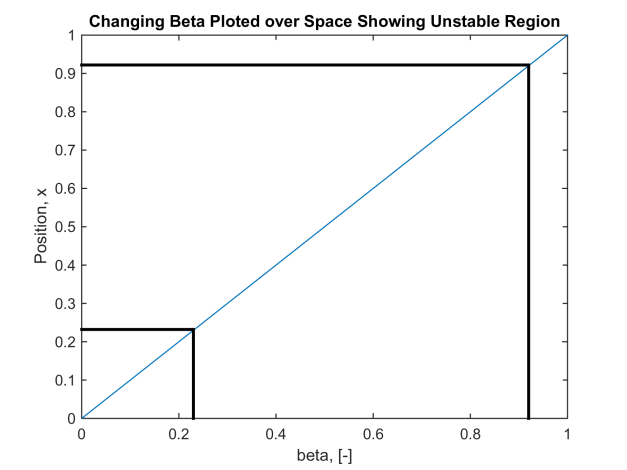 Changing Beta Ploted over Space Showing Unstable Region
1
0.9
0.8
0.7
0.6
0.5
0.4
0.3
0.2
0.1
0
Position, x
0 0.2 0.4 0.6 0.8 1
beta, [-]